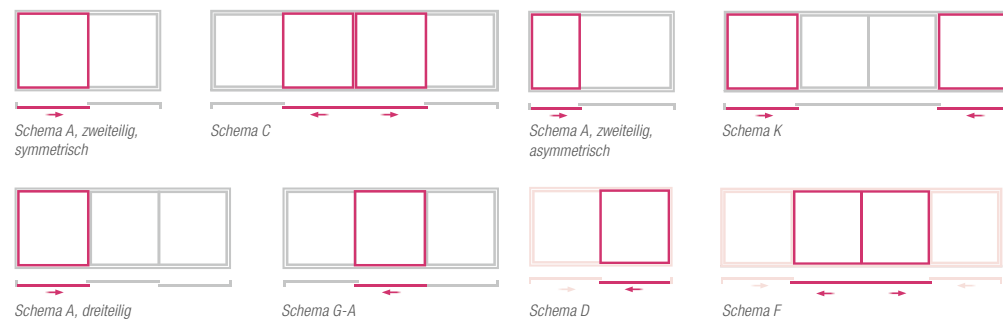 Schema A, zweiteilig,
symmetrisch
Schema C
Schema A, zweiteilig,
asymmetrisch
Schema K
Schema A, dreiteilig
Schema G-A
Schema D
Schema F